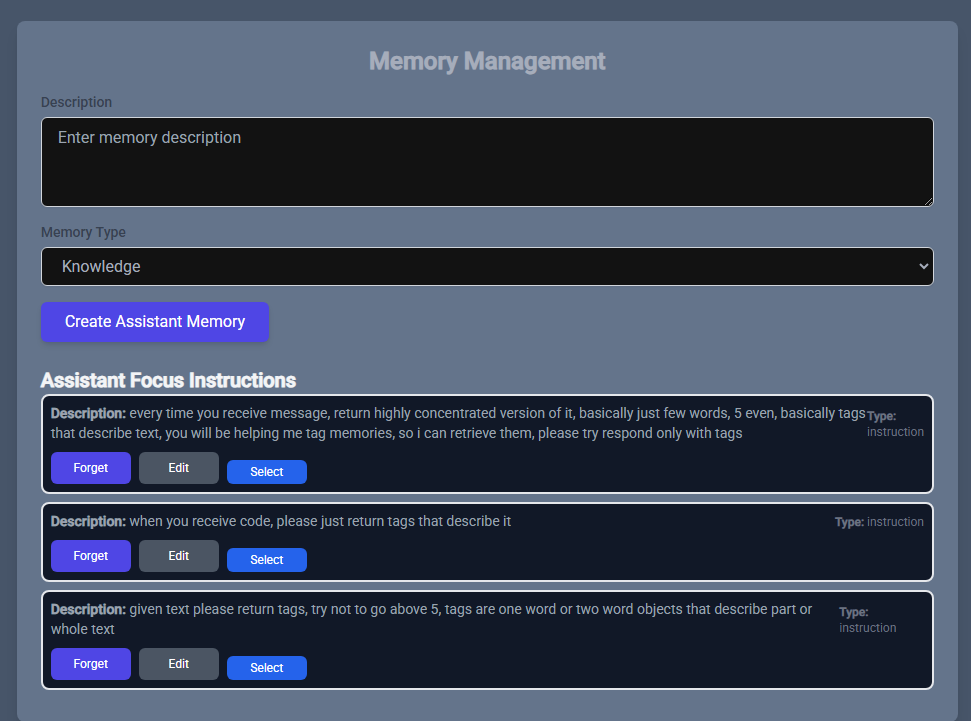 Memory Management
Description
Enter memory description
Memory Type
Knowledge
Create Assistant Memory
Assistant Focus Instructions
Description: every time you receive message, return highly concentrated version of it, basically just few words, 5 even, basically tags
that describe text, you will be helping me tag memories, so i can retrieve them, please try respond only with tags
Type:
instruction
Forget
Edit
Select
Description: when you receive code, please just return tags that describe it
Type: instruction
Forget
Edit
Select
Description: given text please return tags, try not to go above 5, tags are one word or two word objects that describe part or
whole text
Type:
instruction
Forget
Edit
Select